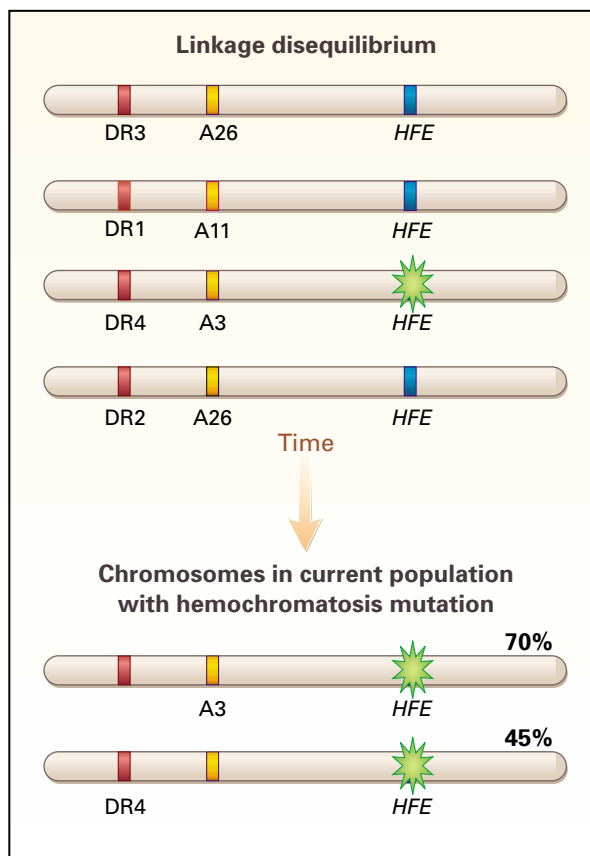 Linkage disequilibrium
DR3 A26 HFE
DR1 A11 HFE
DR4 A3 HFE
DR2 A26 HFE
Time
Chromosomes in current population
with hemochromatosis mutation
70%
A3 HFE
45%
DR4 HFE